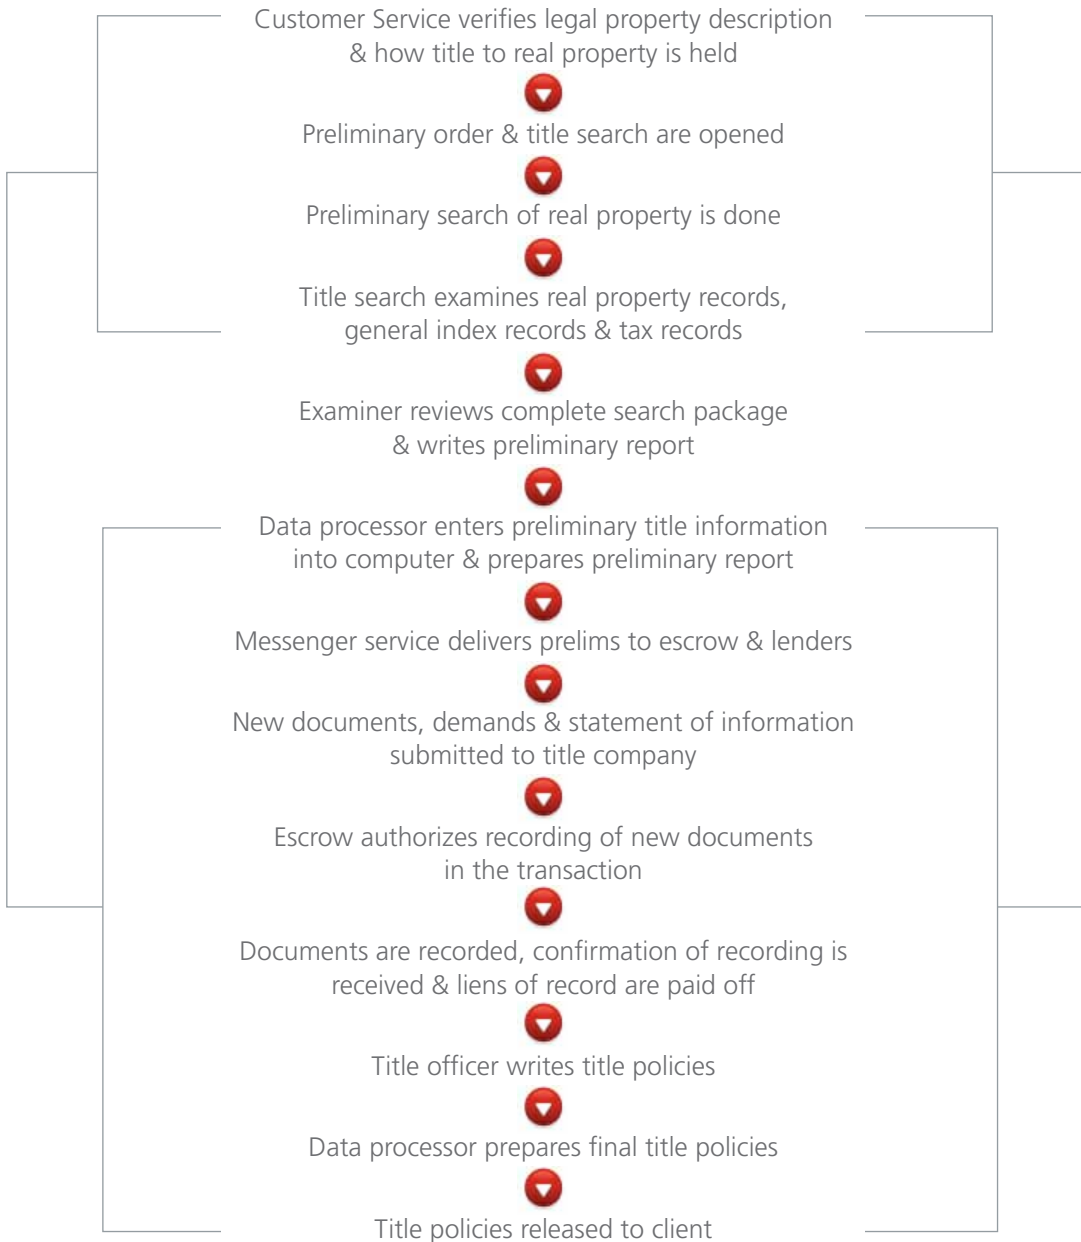 Customer Service verifies legal property description
& how title to real property is held
Preliminary order & title search are opened
Preliminary search of real property is done
Title search examines real property records,
general index records & tax records
Examiner reviews complete search package
& writes preliminary report
Data processor enters preliminary title information
into computer & prepares preliminary report
Messenger service delivers prelims to escrow & lenders
New documents, demands & statement of information
submitted to title company
Escrow authorizes recording of new documents
in the transaction
Documents are recorded, confirmation of recording is
received & liens of record are paid off
Title officer writes title policies
Data processor prepares final title policies
Title policies released to client